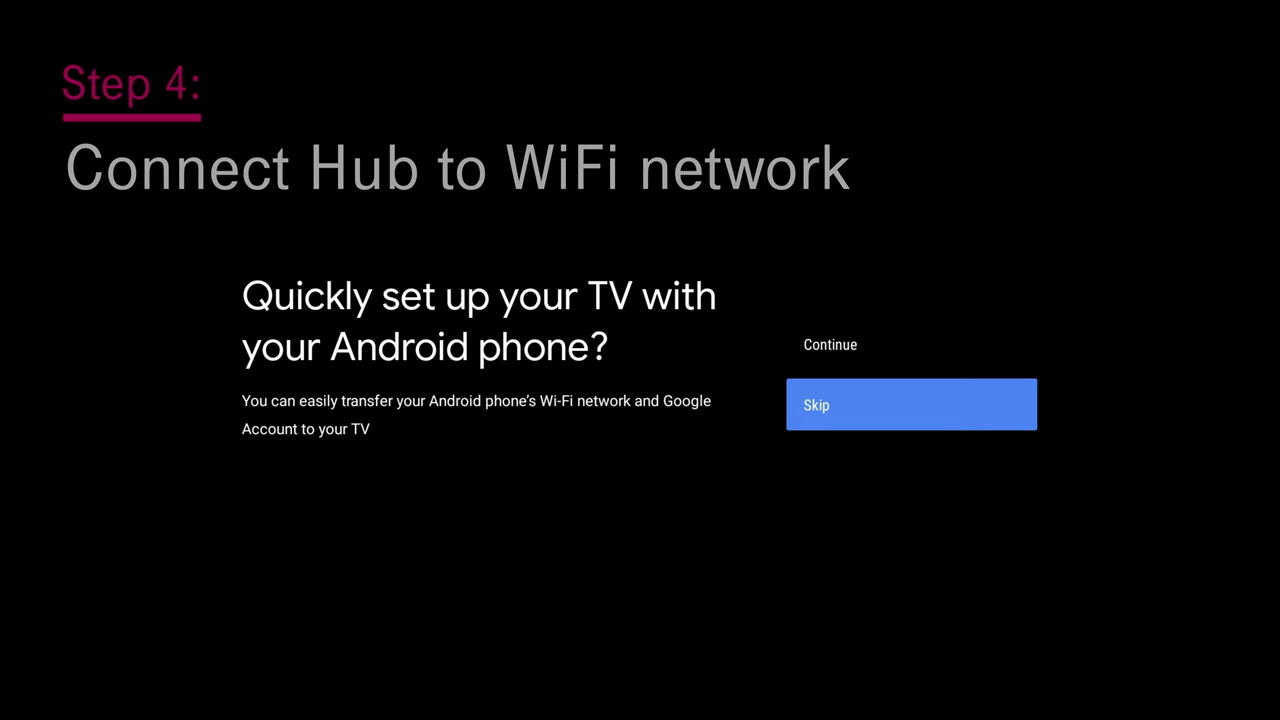 Step 4:
Connect Hub to WiFi network
Quickly set up your TV with
your Android phone?
You can easily transfer your Android phone’s Wi-Fi network and Google
Account to your TV
Continue
Skip